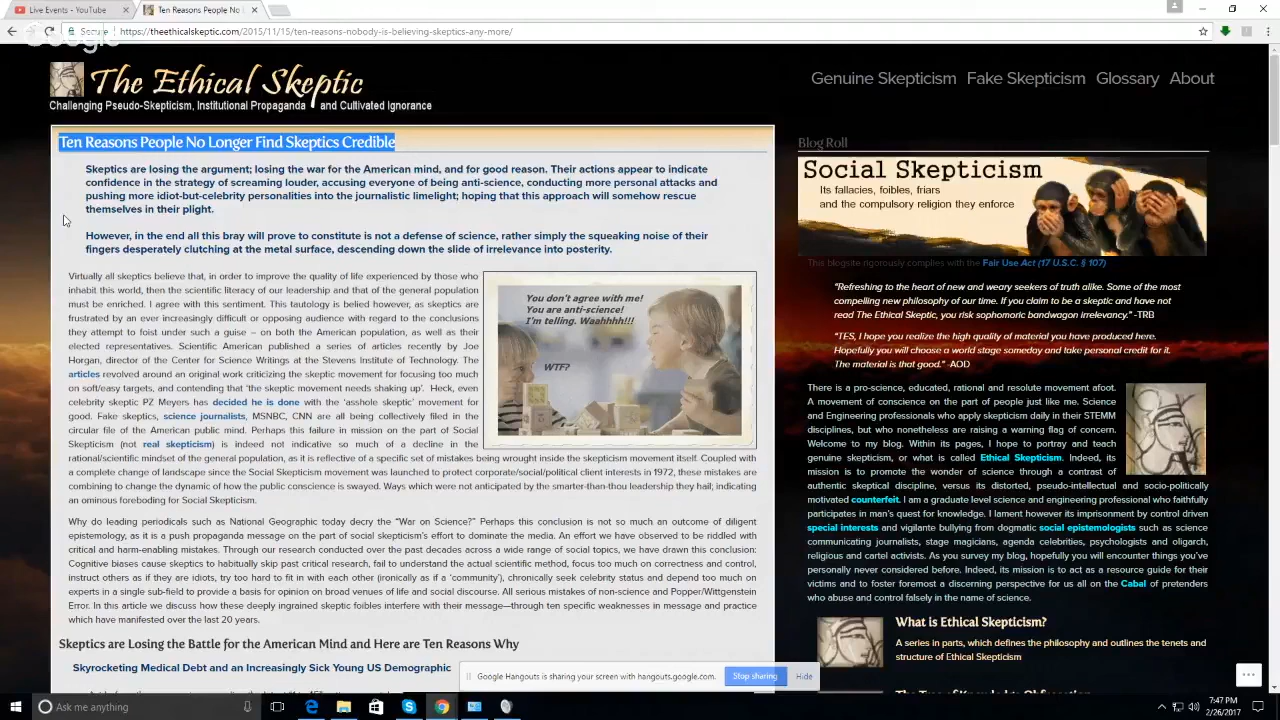 Live Events - YouTube
Ten Reasons People No Lo
Secure
https://theethicalskeptic.com/2015/11/15/ten-reasons-nobody-is-believing-skeptics-any-more/
Google
The Ethical Skeptic
Challenging Pseudo-Skepticism, Institutional Propaganda and Cultivated Ignorance
Genuine Skepticism Fake Skepticism Glossary About
Ten Reasons People No Longer Find Skeptics Credible
Skeptics are losing the argument; losing the war for the American mind, and for good reason. Their actions appear to indicate
confidence in the strategy of screaming louder, accusing everyone of being anti-science, conducting more personal attacks and
pushing more idiot-but-celebrity personalities into the journalistic limelight; hoping that this approach will somehow rescue
themselves in their plight.
However, in the end all this bray will prove to constitute is not a defense of science, rather simply the squeaking noise of their
fingers desperately clutching at the metal surface, descending down the slide of irrelevance into posterity.
Virtually all skeptics believe that, in order to improve the quality of life experienced by those who
inhabit this world, then the scientific literacy of our leadership and that of the general population
must be enriched. I agree with this sentiment. This tautology is belied however, as skeptics are
frustrated by an ever increasingly difficult or opposing audience with regard to the conclusions
they attempt to foist under such a guise – on both the American population, as well as their
elected representatives. Scientific American published a series of articles recently by Joe
Horgan, director of the Center for Science Writings at the Stevens Institute of Technology. The
articles revolved around an original work criticizing the skeptic movement for focusing too much
on soft/easy targets, and contending that 'the skeptic movement needs shaking up'. Heck, even
celebrity skeptic PZ Meyers has decided he is done with the 'asshole skeptic' movement for
good. Fake skeptics, science journalists, MSNBC, CNN are all being collectively filed in the
circular file of the American public mind. Perhaps this failure in mission on the part of Social
Skepticism (not real skepticism) is indeed not indicative so much of a decline in the
rational/scientific mindset of the general population, as it is reflective of a specific set of mistakes being wrought inside the skepticism movement itself. Coupled with
a complete change of landscape since the Social Skepticism movement was launched to protect corporate/social/political client interests in 1972, these mistakes are
combining to change the dynamic of how the public conscience is swayed. Ways which were not anticipated by the smarter-than-thou leadership they hail; indicating
an ominous foreboding for Social Skepticism.
You don't agree with me!
You are anti-science!
I'm telling. Waahhhh!!!
WTF?
Why do leading periodicals such as National Geographic today decry the "War on Science?" Perhaps this conclusion is not so much an outcome of diligent
epistemology, as it is a push propaganda message on the part of social skepticism's effort to dominate the media. An effort we have observed to be riddled with
critical and harm-enabling mistakes. Through our research conducted over the past decades across a wide range of social topics, we have drawn this conclusion:
Cognitive biases cause skeptics to habitually skip past critical research, fail to understand the actual scientific method, focus too much on correctness and control,
instruct others as if they are idiots, try too hard to fit in with each other (ironically as if a 'community'), chronically seek celebrity status and depend too much on
experts in a single sub-field to provide a basis for opinion on broad venues of life and social discourse. All serious mistakes of non-science and Popper/Wittgenstein
Error. In this article we discuss how these deeply ingrained skeptic foibles interfere with their message—through ten specific weaknesses in message and practice
which have manifested over the last 20 years.
Skeptics are Losing the Battle for the American Mind and Here are Ten Reasons Why
Skyrocketing Medical Debt and an Increasingly Sick Young US Demographic
Blog Roll
Social Skepticism
Its fallacies, foibles, friars
and the compulsory religion they enforce
This blogsite rigorously complies with the Fair Use Act (17 U.S.C. § 107)
"Refreshing to the heart of new and weary seekers of truth alike. Some of the most
compelling new philosophy of our time. If you claim to be a skeptic and have not
read The Ethical Skeptic, you risk sophomoric bandwagon irrelevancy." -TRB
"TES, I hope you realize the high quality of material you have produced here.
Hopefully you will choose a world stage someday and take personal credit for it.
The material is that good." -AOD
There is a pro-science, educated, rational and resolute movement afoot.
A movement of conscience on the part of people just like me. Science
and Engineering professionals who apply skepticism daily in their STEMM
disciplines, but who nonetheless are raising a warning flag of concern.
Welcome to my blog. Within its pages, I hope to portray and teach
genuine skepticism, or what is called Ethical Skepticism. Indeed, its
mission is to promote the wonder of science through a contrast of
authentic skeptical discipline, versus its distorted, pseudo-intellectual and socio-politically
motivated counterfeit. I am a graduate level science and engineering professional who faithfully
participates in man's quest for knowledge. I lament however its imprisonment by control driven
special interests and vigilante bullying from dogmatic social epistemologists such as science
communicating journalists, stage magicians, agenda celebrities, psychologists and oligarch,
religious and cartel activists. As you survey my blog, hopefully you will encounter things you've
personally never considered before. Indeed, its mission is to act as a resource guide for their
victims and to foster foremost a discerning perspective for us all on the Cabal of pretenders
who abuse and control falsely in the name of science.
What is Ethical Skepticism?
A series in parts, which defines the philosophy and outlines the tenets and
structure of Ethical Skepticism
The Tree of Knowledge Obfuscation
Google Hangouts is sharing your screen with hangouts.google.com.
Stop sharing
Hide
Ask me anything
7:47 PM
2/26/2017